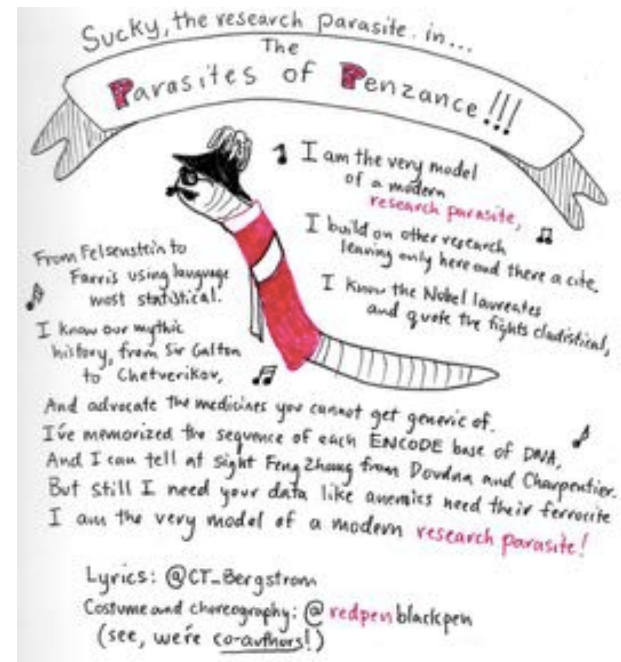 Sucky, the research parasite in...
The
Parasites of Penzance!!!
I am the very model
of a modern
research parasite,
I build on other research
leaving only here and there a cite.
I know the Nobel laureates
and quote the fights cladistical,
From Felsenstein to
Farris using language
most statistical.
I know our mythic
history, from Sir Galton
to Chetverikov,
And advocate the medicines you cannot get generic of.
I've memorized the sequence of each ENCODE base of DNA,
And I can tell at sight Feng Zhang from Doudna and Charpentier.
But still I need your data like anemics need their ferrocite
I am the very model of a modern research parasite!
Lyrics: @CT_Bergstrom
Costume and choreography: @redpenblackpen
(see, we're co-authors!)